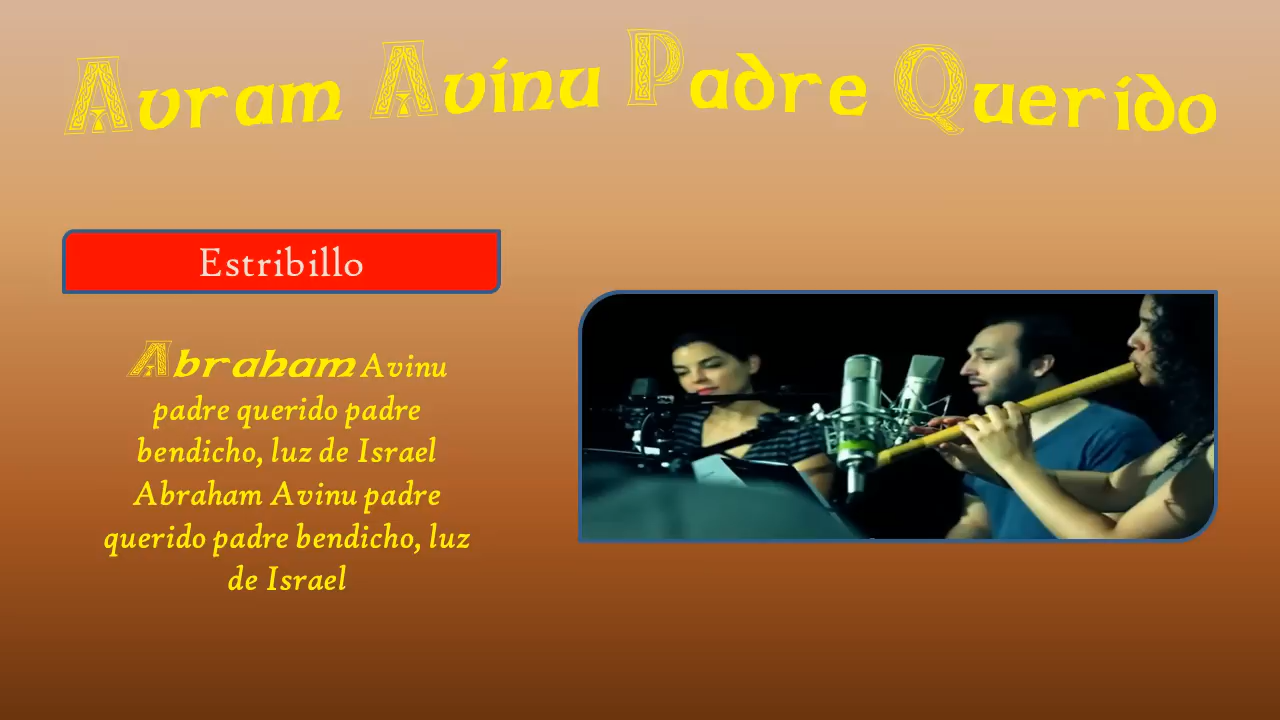 Avram Avinu Padre Querido
Estribillo
Abraham Avinu
padre querido padre
bendicho, luz de Israel
Abraham Avinu padre
querido padre bendicho, luz
de Israel